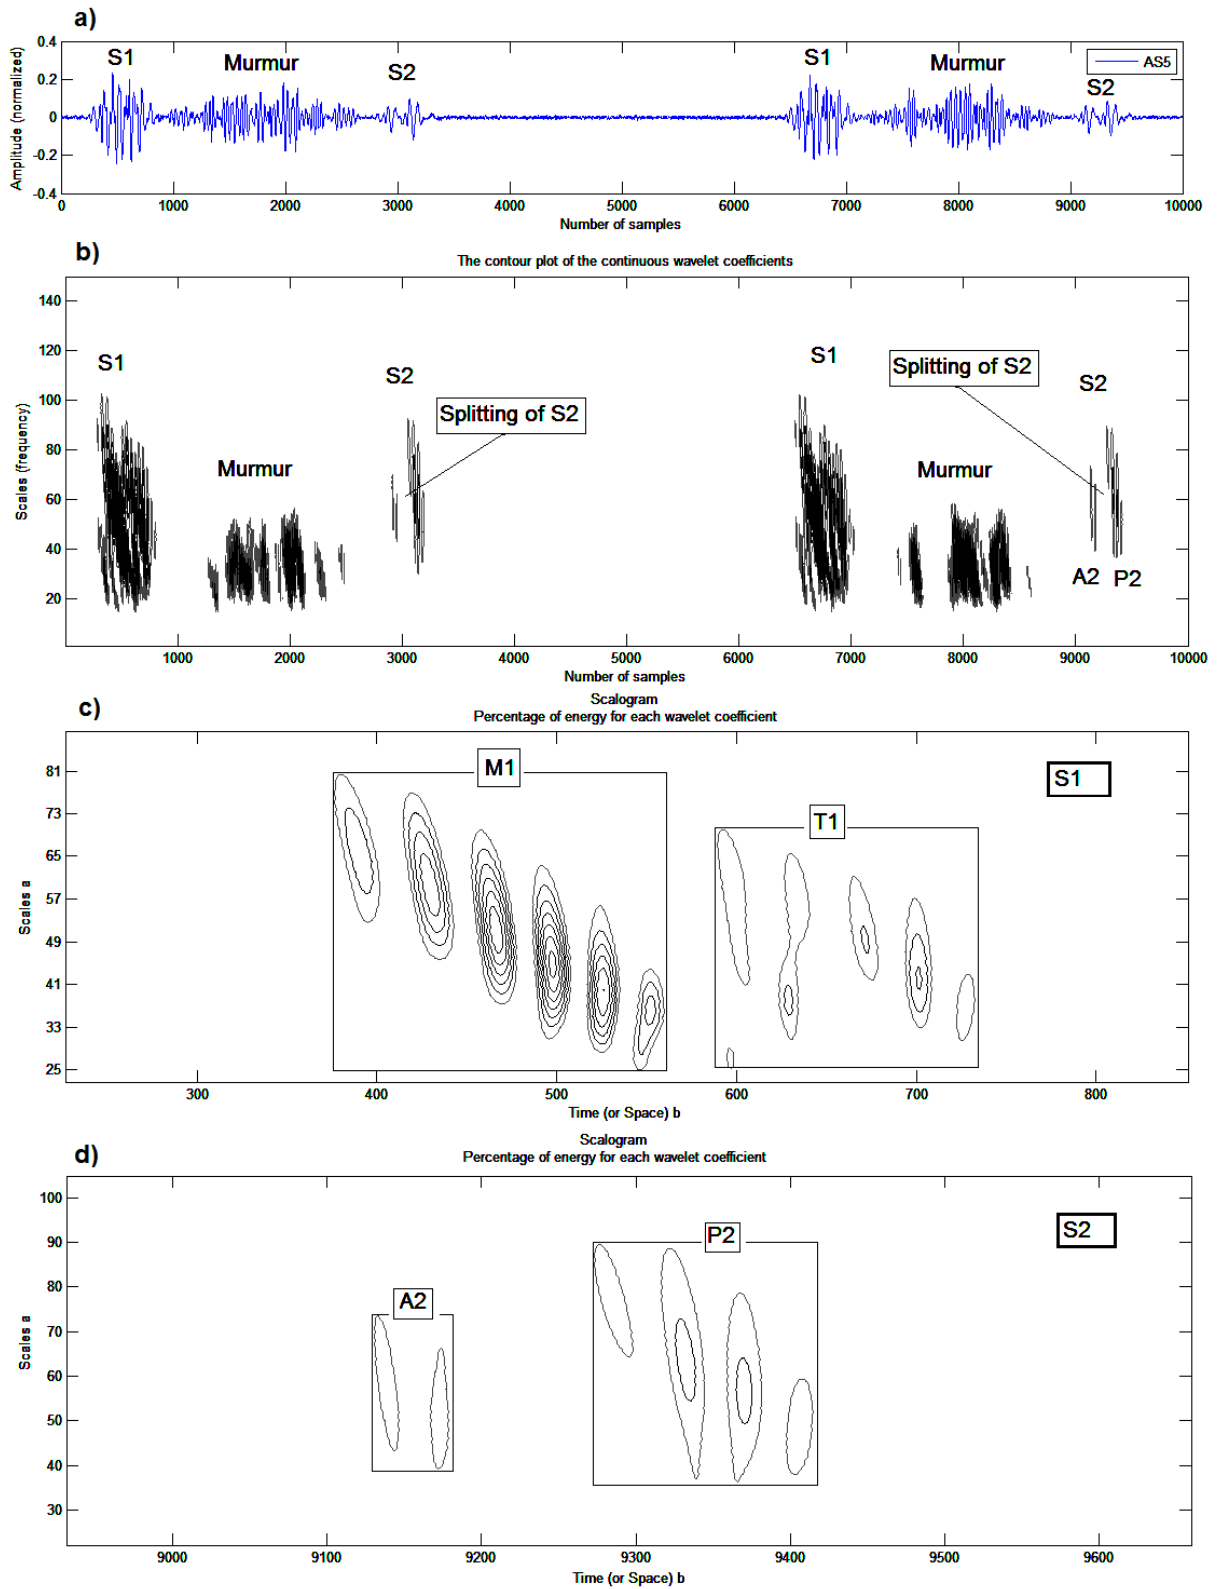 a)
0.4
0.2
0
-0.2
-0.4
Amplitude (normalized)
S1
Murmur
S2
S1
Murmur
S2
AS5
0 1000 2000 3000 4000 5000 6000 7000 8000 9000 10000
Number of samples
b)
The contour plot of the continuous wavelet coefficients
140
120
100
80
60
40
20
Scales (frequency)
S1
Murmur
S2
Splitting of S2
S1
Murmur
Splitting of S2
S2
A2 P2
1000 2000 3000 4000 5000 6000 7000 8000 9000 10000
Number of samples
c)
Scalogram
Percentage of energy for each wavelet coefficient
81
73
65
57
49
41
33
25
Scales a
M1
T1
S1
300 400 500 600 700 800
Time (or Space) b
d)
Scalogram
Percentage of energy for each wavelet coefficient
100
90
80
70
60
50
40
30
Scales a
A2
P2
S2
9000 9100 9200 9300 9400 9500 9600
Time (or Space) b